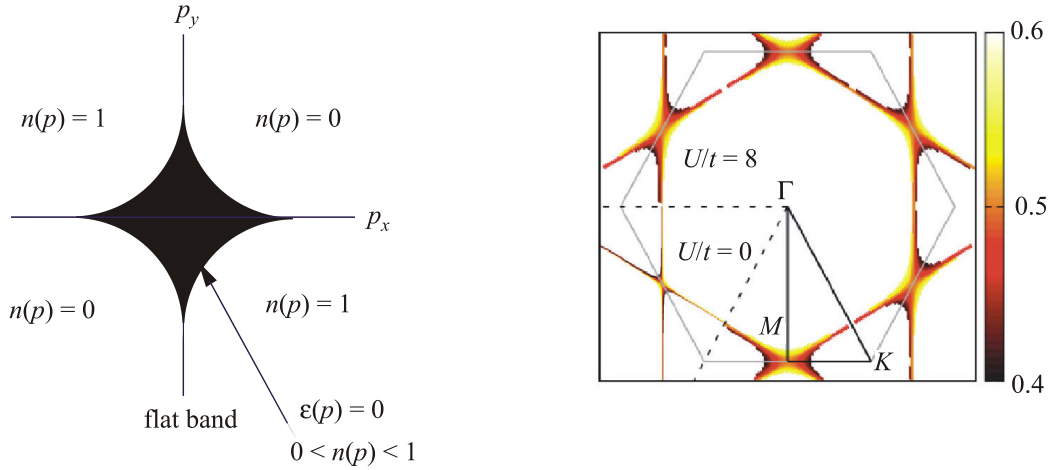 p_y
n(p) = 1
n(p) = 0
p_x
n(p) = 0
n(p) = 1
flat band
ε(p) = 0
0 < n(p) < 1
U/t = 8
Γ
U/t = 0
M
K
0.6
0.5
0.4